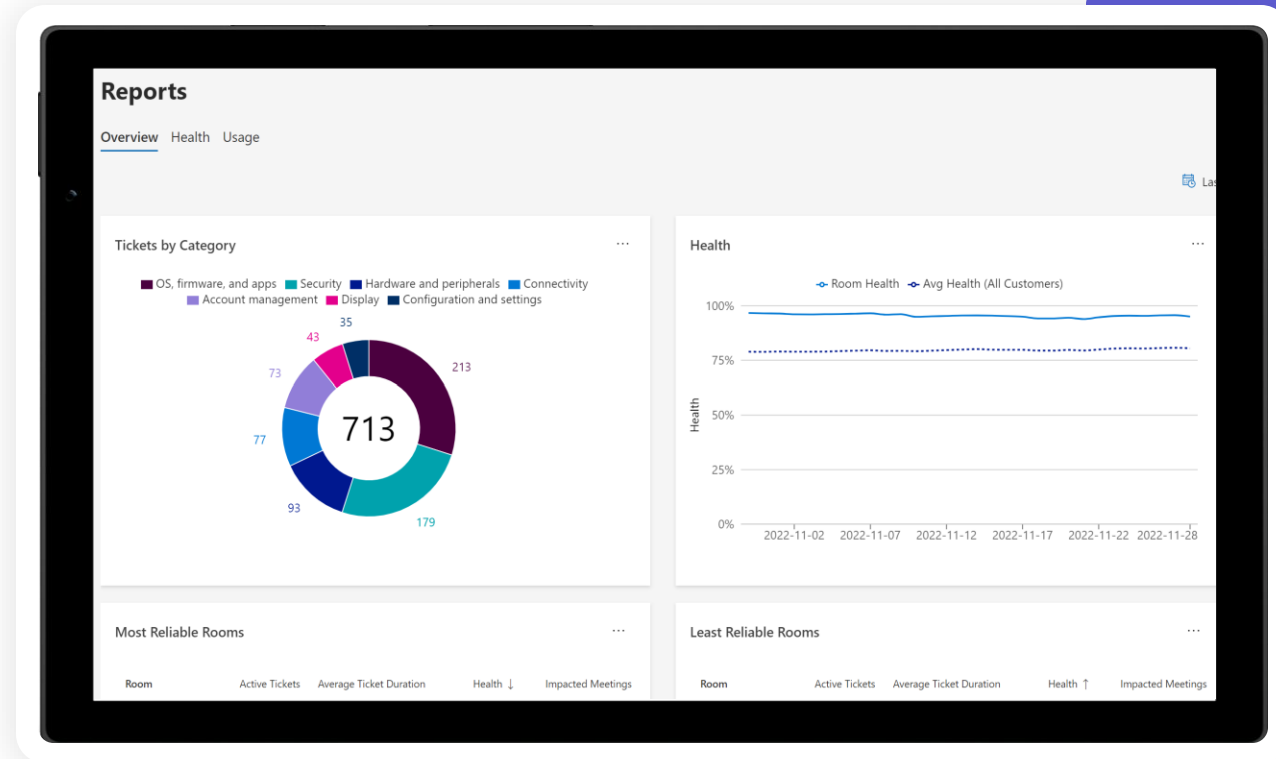 Reports
Overview Health Usage
Tickets by Category ...
OS, firmware, and apps Security Hardware and peripherals Connectivity
Account management Display Configuration and settings
35
43
213
73
713
77
93
179
Health ...
Room Health Avg Health (All Customers)
100%
75%
50%
25%
0%
Health
2022-11-02 2022-11-07 2022-11-12 2022-11-17 2022-11-22 2022-11-28
Most Reliable Rooms ...
Room Active Tickets Average Ticket Duration Health ↓ Impacted Meetings
Least Reliable Rooms ...
Room Active Tickets Average Ticket Duration Health ↑ Impacted Meetings